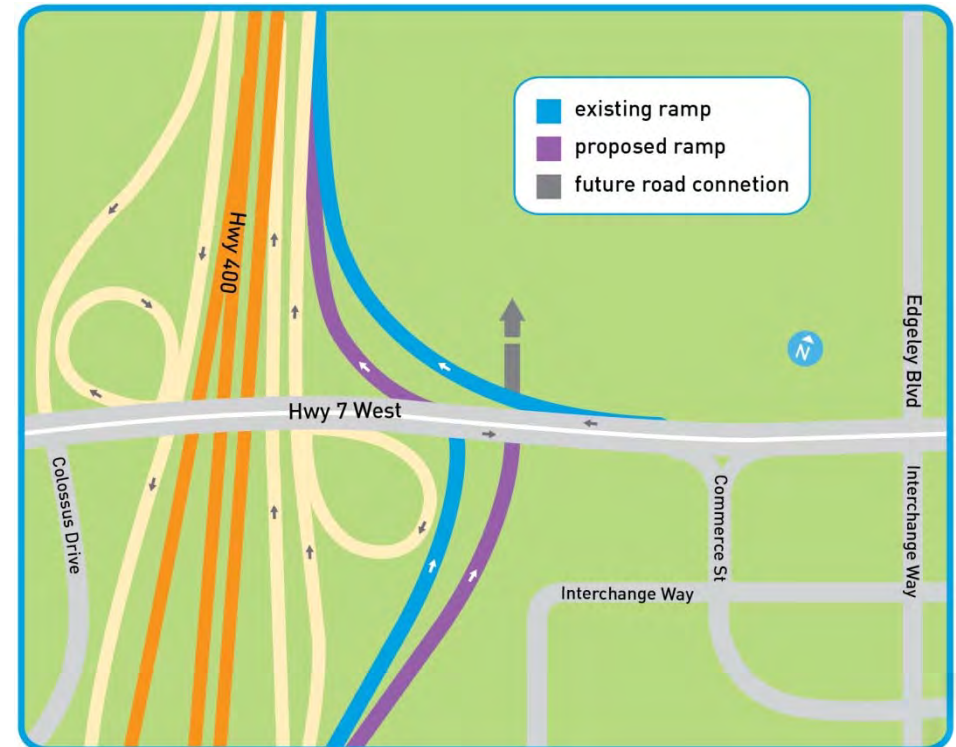 existing ramp
proposed ramp
future road connetion
Hwy 400
Edgeley Blvd
N
Hwy 7 West
Colossus Drive
Commerce St
Interchange Way
Interchange Way